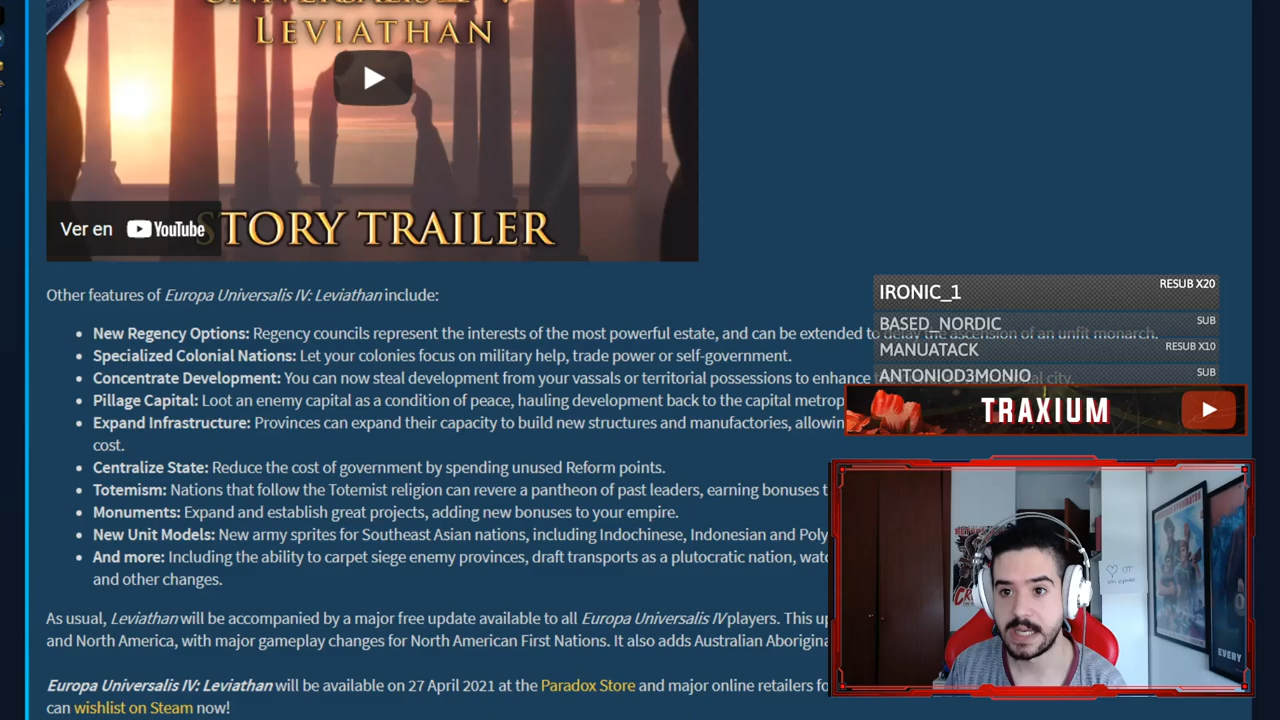 LEVIATHAN
Ver en YouTube
STORY TRAILER
Other features of Europa Universalis IV: Leviathan include:
IRONIC_1 RESUB X20
New Regency Options: Regency councils represent the interests of the most powerful estate, and can be extended to delay the ascension of an unfit monarch.
BASED_NORDIC SUB
Specialized Colonial Nations: Let your colonies focus on military help, trade power or self-government.
MANUATACK RESUB X10
Concentrate Development: You can now steal development from your vassals or territorial possessions to enhance city.
ANTONIOD3MONIO SUB
Pillage Capital: Loot an enemy capital as a condition of peace, hauling development back to the capital metrop
TRAXIUM
Expand Infrastructure: Provinces can expand their capacity to build new structures and manufactories, allowin
cost.
Centralize State: Reduce the cost of government by spending unused Reform points.
Totemism: Nations that follow the Totemist religion can revere a pantheon of past leaders, earning bonuses t
Monuments: Expand and establish great projects, adding new bonuses to your empire.
New Unit Models: New army sprites for Southeast Asian nations, including Indochinese, Indonesian and Poly
And more: Including the ability to carpet siege enemy provinces, draft transports as a plutocratic nation, watc
and other changes.
As usual, Leviathan will be accompanied by a major free update available to all Europa Universalis IV players. This up
and North America, with major gameplay changes for North American First Nations. It also adds Australian Aborigina
Europa Universalis IV: Leviathan will be available on 27 April 2021 at the Paradox Store and major online retailers fo
can wishlist on Steam now!
EVERY